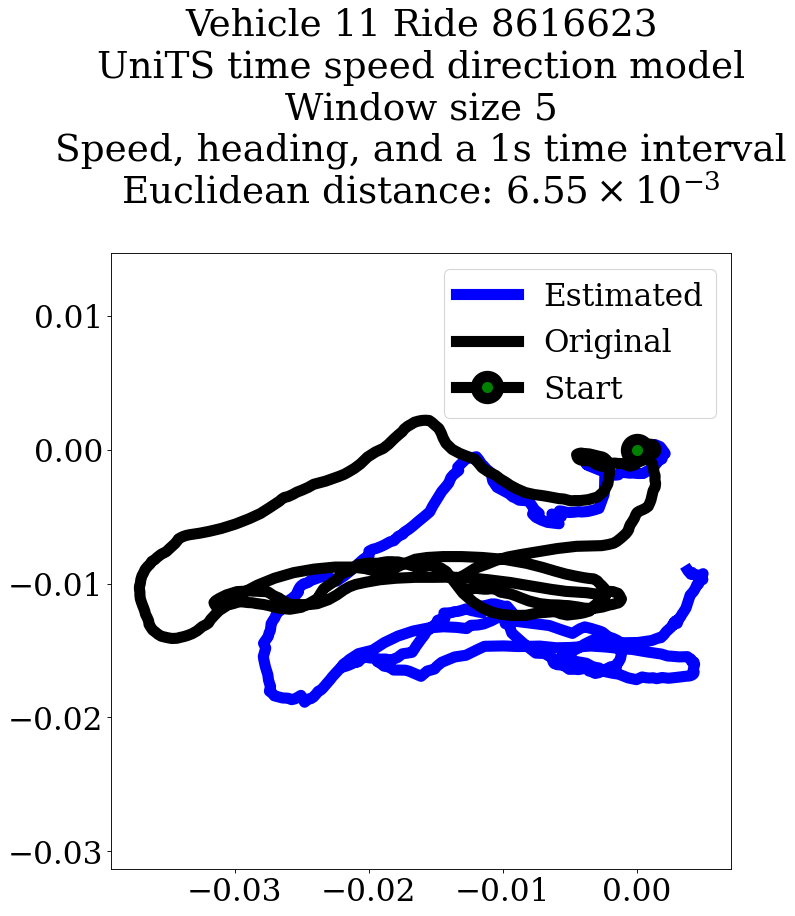 Vehicle 11 Ride 8616623
UniTS time speed direction model
Window size 5
Speed, heading, and a 1s time interval
Euclidean distance: 6.55 × 10⁻³
Estimated
Original
Start
0.01
0.00
−0.01
−0.02
−0.03
−0.03 −0.02 −0.01 0.00